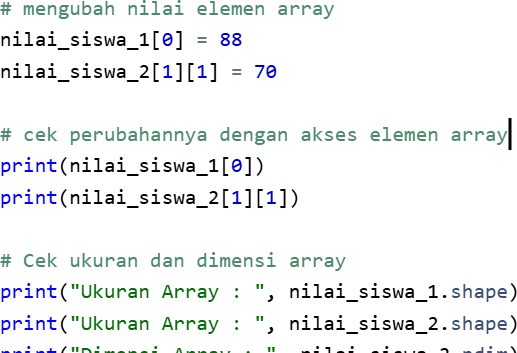 # mengubah nilai elemen array
nilai_siswa_1[0] = 88
nilai_siswa_2[1][1] = 70
# cek perubahannya dengan akses elemen array
print(nilai_siswa_1[0])
print(nilai_siswa_2[1][1])
# Cek ukuran dan dimensi array
print("Ukuran Array : ", nilai_siswa_1.shape)
print("Ukuran Array : ", nilai_siswa_2.shape)
print("Dimensi Array : ", nilai_siswa_2.ndim)